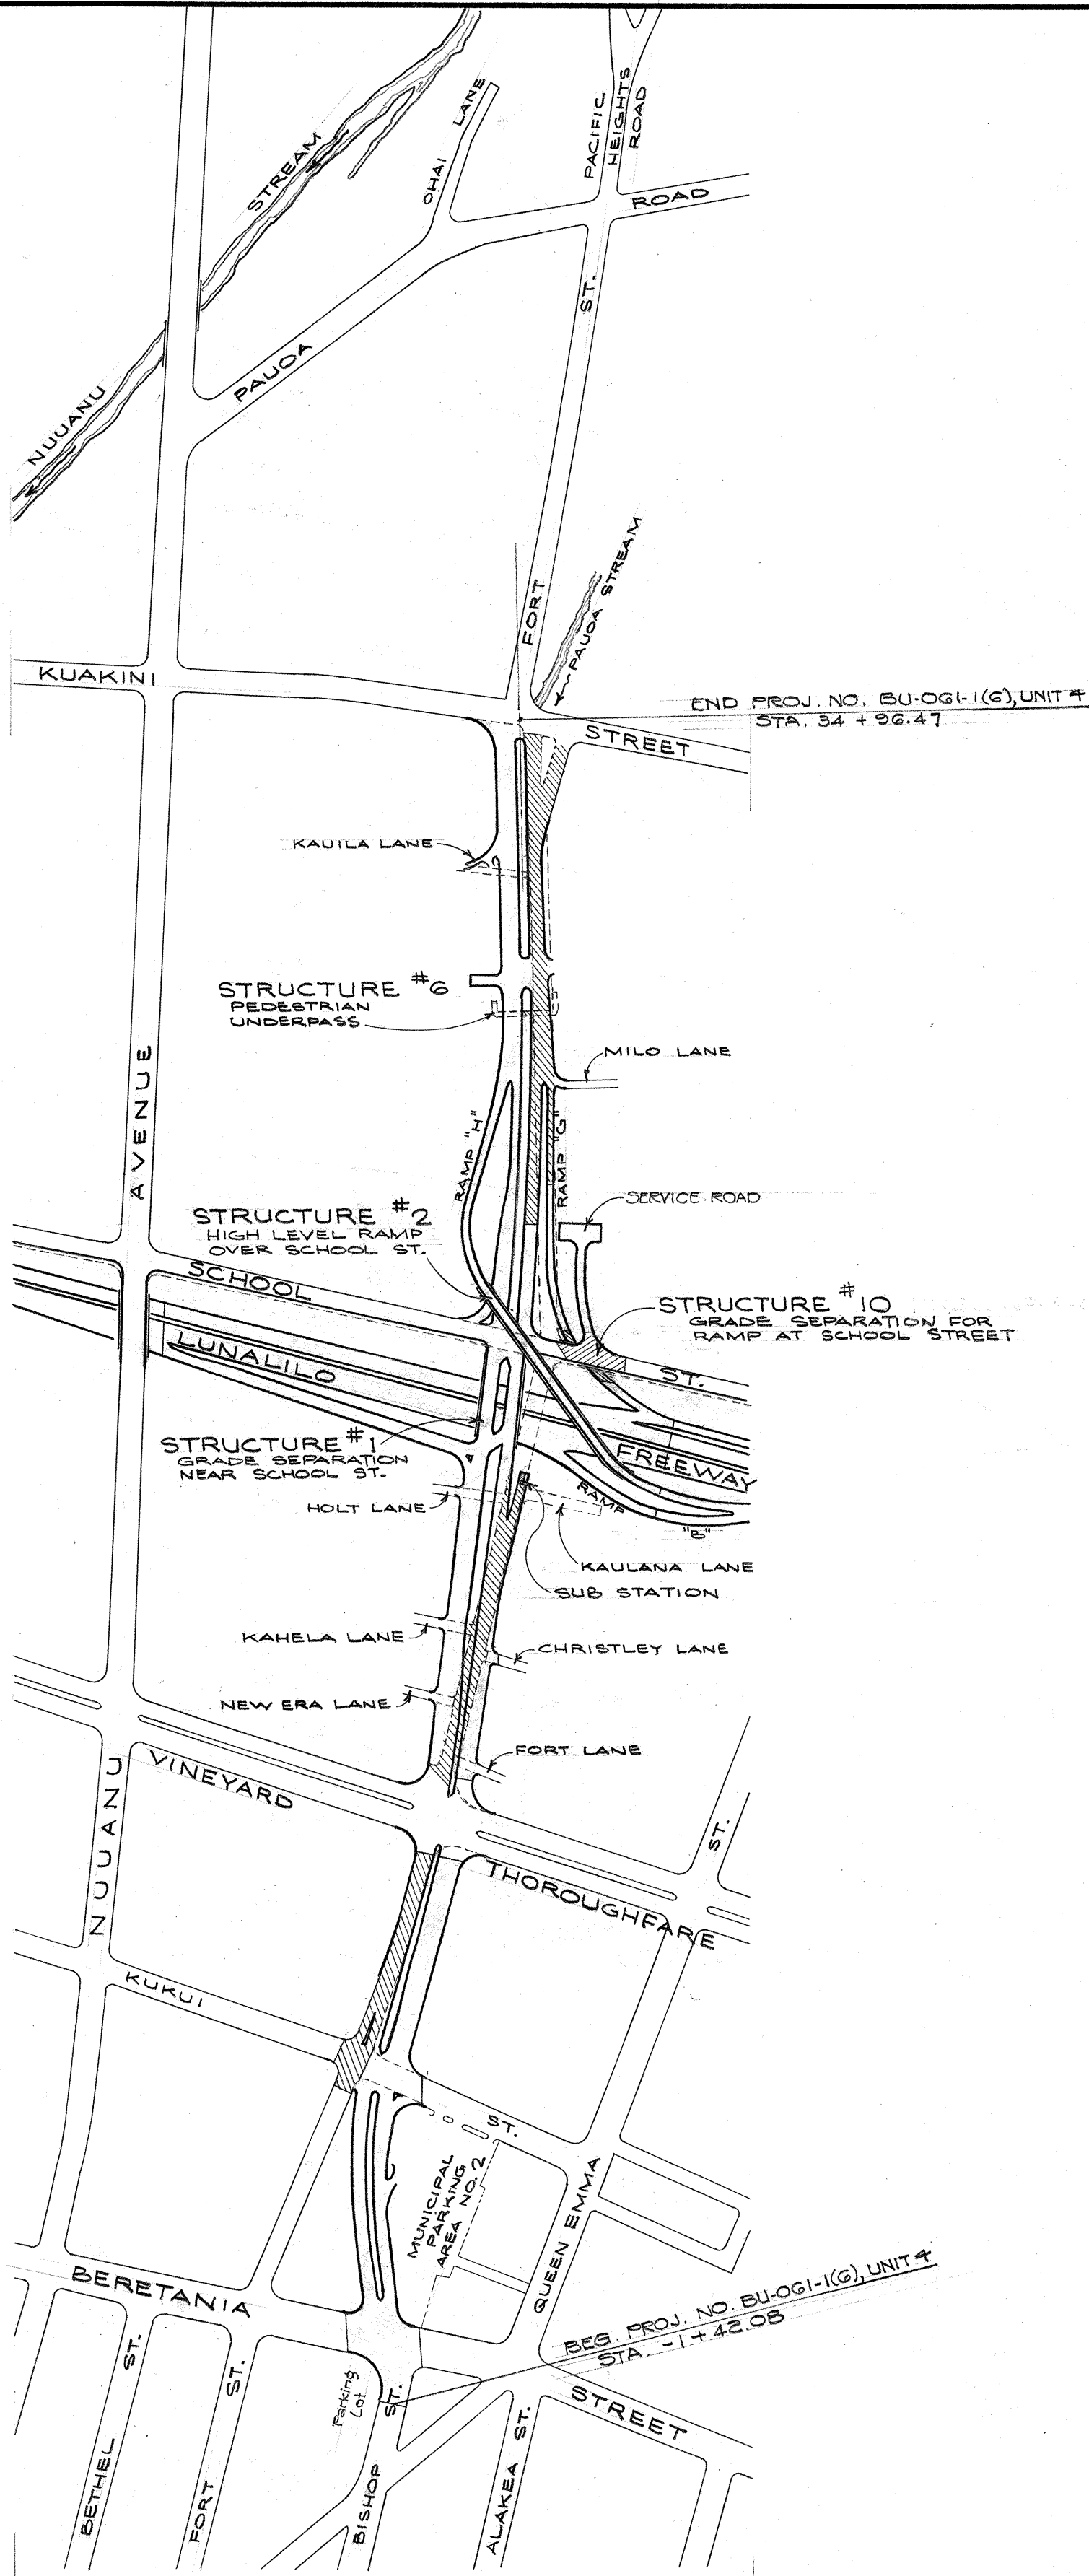 STREAM
OHAI LANE
PACIFIC
HEIGHTS
ROAD
ROAD
ST.
PAUOA
NUUANU
PAUOA STREAM
FORT
KUAKINI
END PROJ. NO. BU-061-1(6), UNIT 4
STA. 34 + 96.47
STREET
KAUILA LANE
STRUCTURE #6
PEDESTRIAN
UNDERPASS
MILO LANE
AVENUE
RAMP "H"
RAMP "G"
SERVICE ROAD
STRUCTURE #2
HIGH LEVEL RAMP
OVER SCHOOL ST.
SCHOOL
STRUCTURE #10
GRADE SEPARATION FOR
RAMP AT SCHOOL STREET
LUNALILO
ST.
STRUCTURE #1
GRADE SEPARATION
NEAR SCHOOL ST.
FREEWAY
HOLT LANE
RAMP
"B"
KAULANA LANE
SUB STATION
KAHELA LANE
CHRISTLEY LANE
NEW ERA LANE
FORT LANE
VINEYARD
NUUANU
ST.
THOROUGHFARE
KUKUI
ST.
MUNICIPAL
PARKING
AREA NO. 2
QUEEN EMMA
BERETANIA
BEG. PROJ. NO. BU-061-1(6), UNIT 4
STA. -1 + 42.08
ST.
ST.
Parking
Lot
ST.
STREET
BETHEL
FORT
BISHOP
ALAKEA ST.